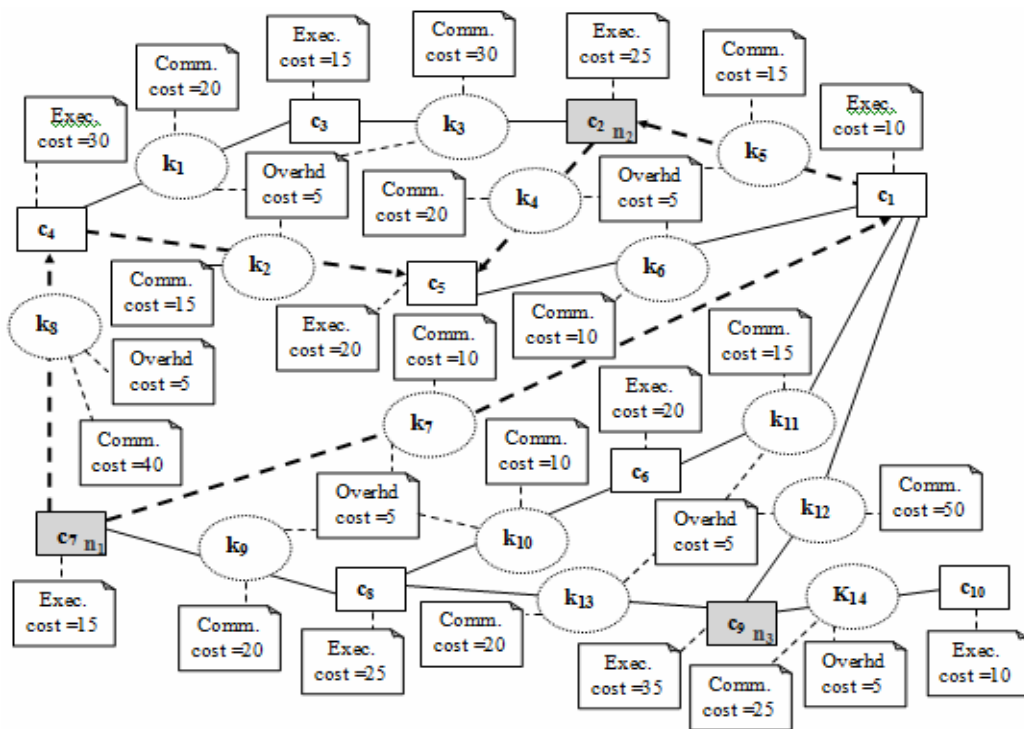 Exec.
cost =15
Comm.
cost =30
Exec.
cost =25
Comm.
cost =20
Comm.
cost =15
Exec.
cost =10
Exec.
cost =30
c3
k3
c2 n2
k5
k1
Overhd
cost =5
Comm.
cost =20
k4
Overhd
cost =5
c1
c4
k2
c5
k6
Comm.
cost =15
k8
Exec.
cost =20
Comm.
cost =10
Comm.
cost =10
Comm.
cost =15
Overhd
cost =5
Exec.
cost =20
k7
k11
Comm.
cost =40
Comm.
cost =10
c6
Overhd
cost =5
Comm.
cost =50
k12
c7 n1
k9
k10
Overhd
cost =5
c8
k13
K14
c10
Exec.
cost =15
Comm.
cost =20
Exec.
cost =25
Comm.
cost =20
c9 n3
Exec.
cost =35
Comm.
cost =25
Overhd
cost =5
Exec.
cost =10